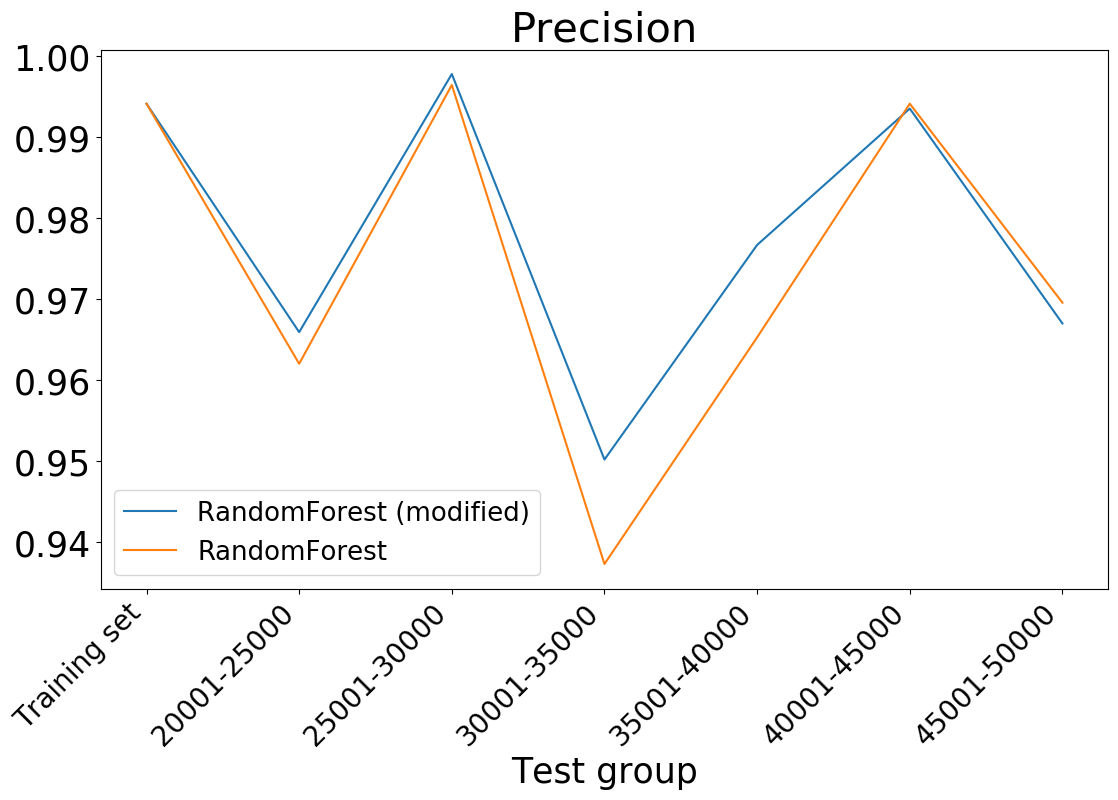 Precision
1.00
0.99
0.98
0.97
0.96
0.95
0.94
RandomForest (modified)
RandomForest
Training set
20001-25000
25001-30000
30001-35000
35001-40000
40001-45000
45001-50000
Test group